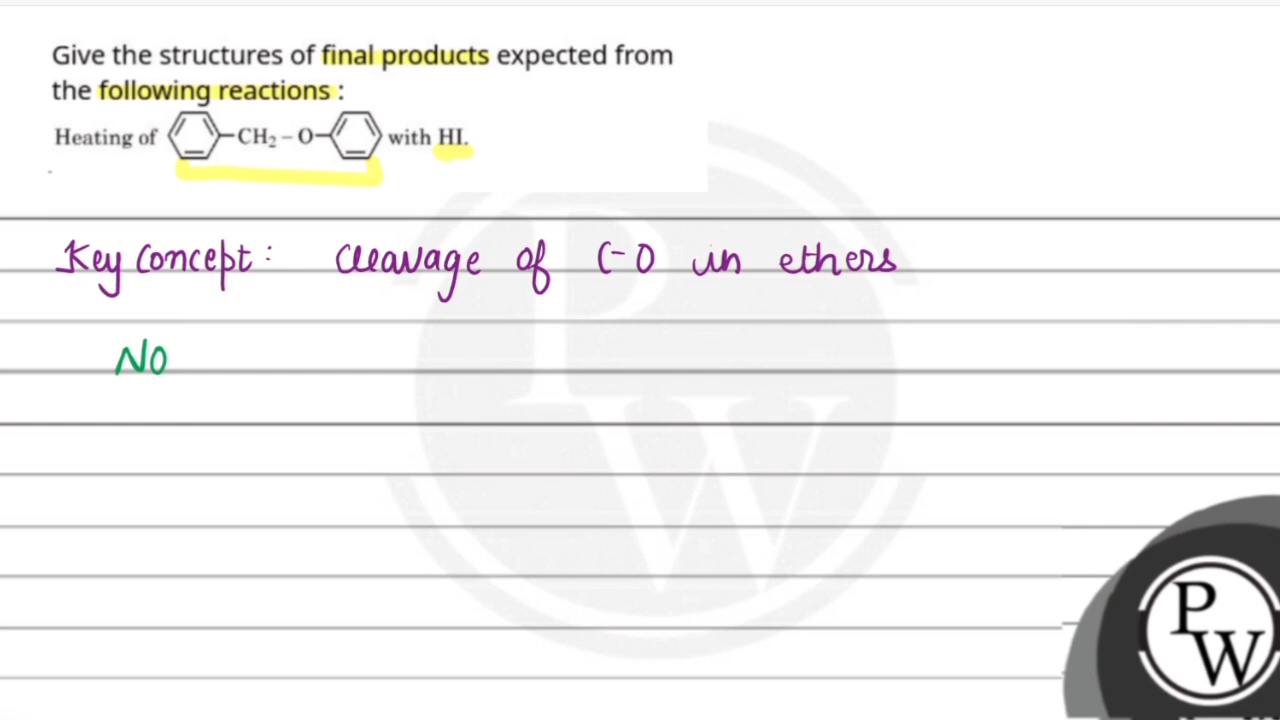 Give the structures of final products expected from
the following reactions :
Heating of CH₂ – O with HI.
Key Concept : Cleavage of C-O in ethers
NO
P
W
P
W